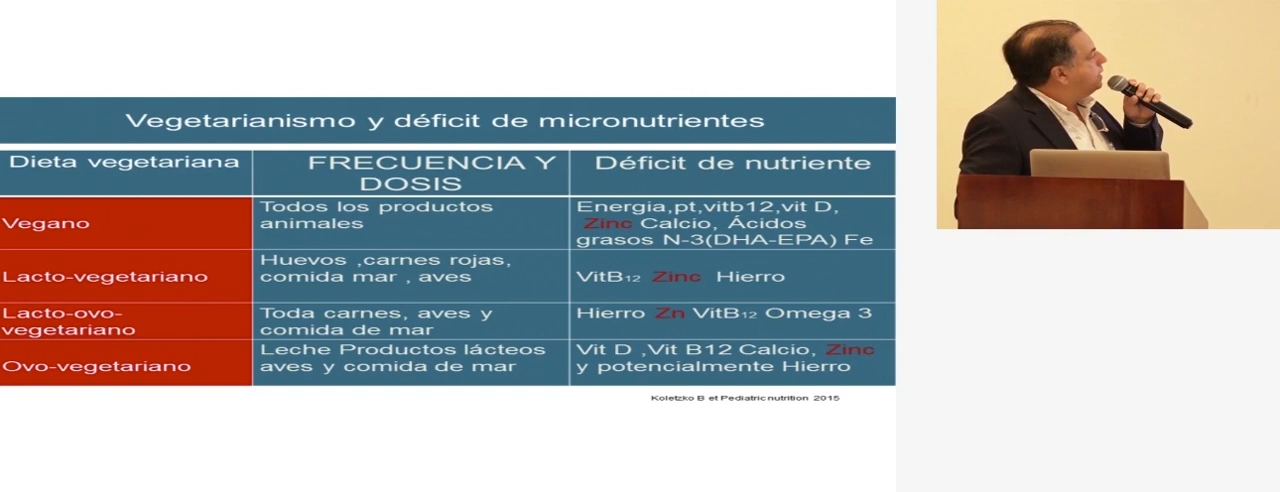 Vegetarianismo y déficit de micronutrientes
Dieta vegetariana
FRECUENCIA Y
DOSIS
Déficit de nutriente
Vegano
Todos los productos
animales
Energia,pt,vitb12,vit D,
Zinc Calcio, Ácidos
grasos N-3(DHA-EPA) Fe
Lacto-vegetariano
Huevos ,carnes rojas,
comida mar , aves
VitB12 Zinc Hierro
Lacto-ovo-
vegetariano
Toda carnes, aves y
comida de mar
Hierro Zn VitB12 Omega 3
Ovo-vegetariano
Leche Productos lácteos
aves y comida de mar
Vit D ,Vit B12 Calcio, Zinc
y potencialmente Hierro
Koletzko B et Pediatric nutrition 2015